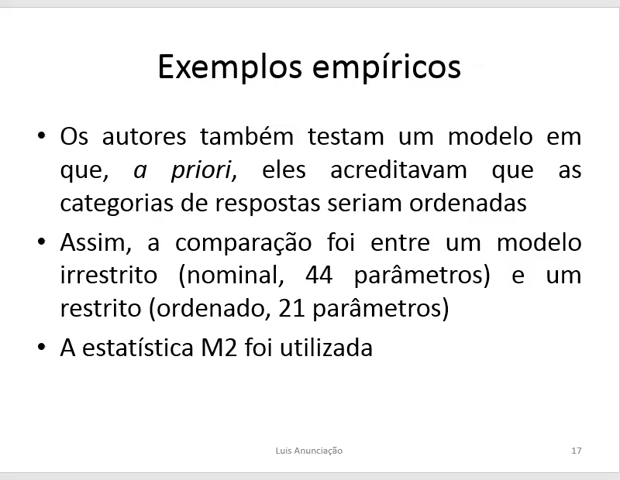 Exemplos empíricos
• Os autores também testam um modelo em
que, a priori, eles acreditavam que as
categorias de respostas seriam ordenadas
• Assim, a comparação foi entre um modelo
irrestrito (nominal, 44 parâmetros) e um
restrito (ordenado, 21 parâmetros)
• A estatística M2 foi utilizada
Luis Anunciação
17